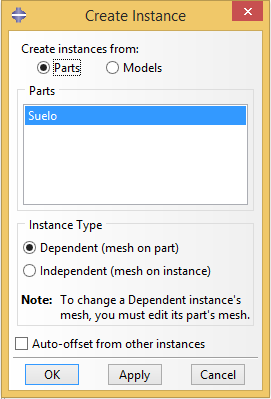 Create Instance
Create instances from:
Parts Models
Parts
Suelo
Instance Type
Dependent (mesh on part)
Independent (mesh on instance)
Note: To change a Dependent instance's
mesh, you must edit its part's mesh.
Auto-offset from other instances
OK Apply Cancel